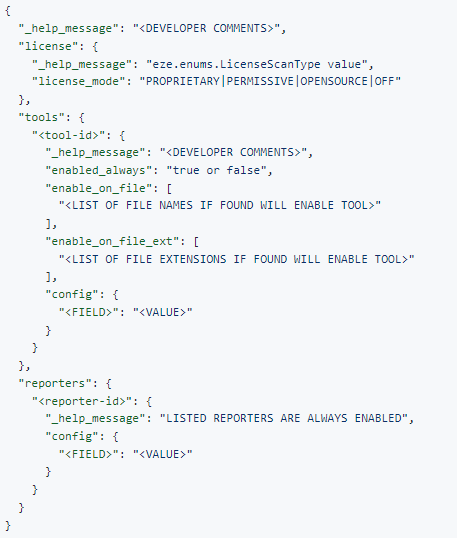 {
  "_help_message": "<DEVELOPER COMMENTS>",
  "license": {
    "_help_message": "eze.enums.LicenseScanType value",
    "license_mode": "PROPRIETARY|PERMISSIVE|OPENSOURCE|OFF"
  },
  "tools": {
    "<tool-id>": {
      "_help_message": "<DEVELOPER COMMENTS>",
      "enabled_always": "true or false",
      "enable_on_file": [
        "<LIST OF FILE NAMES IF FOUND WILL ENABLE TOOL>"
      ],
      "enable_on_file_ext": [
        "<LIST OF FILE EXTENSIONS IF FOUND WILL ENABLE TOOL>"
      ],
      "config": {
        "<FIELD>": "<VALUE>"
      }
    }
  },
  "reporters": {
    "<reporter-id>": {
      "_help_message": "LISTED REPORTERS ARE ALWAYS ENABLED",
      "config": {
        "<FIELD>": "<VALUE>"
      }
    }
  }
}